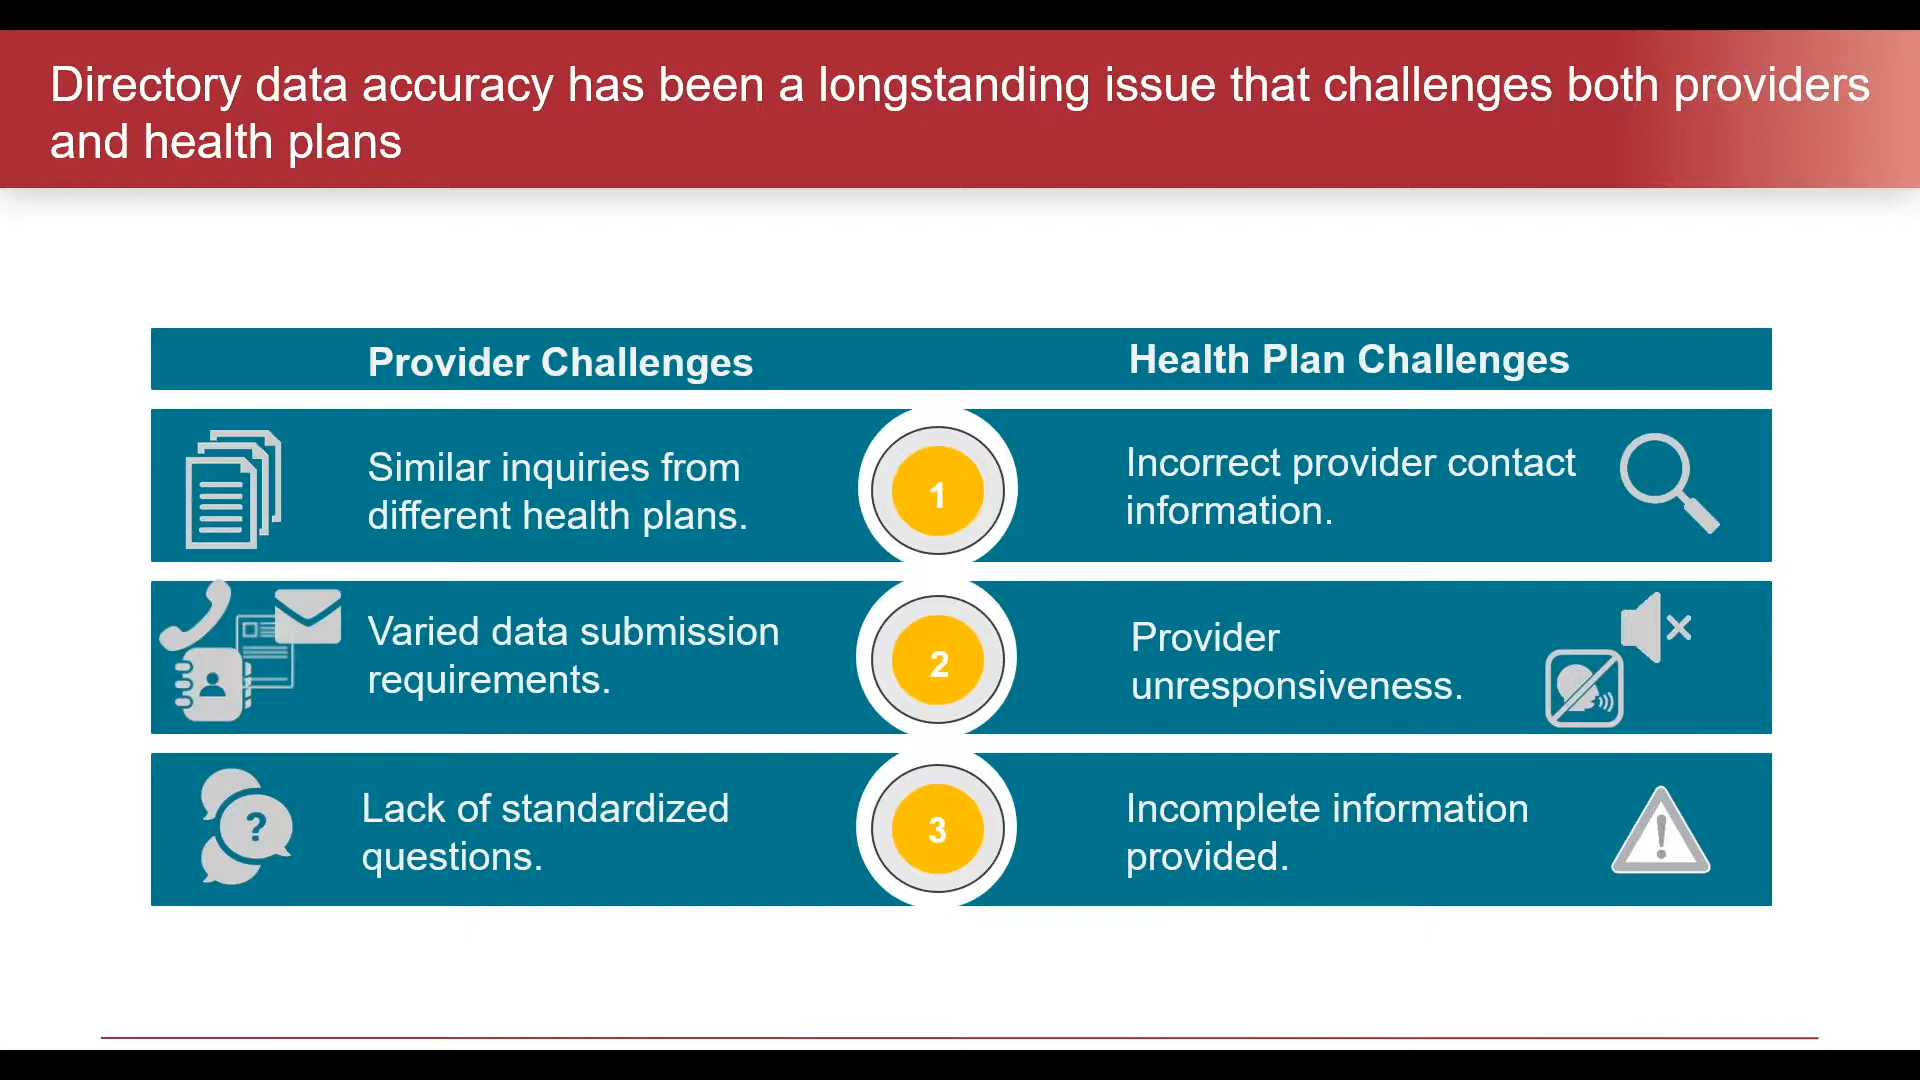 Directory data accuracy has been a longstanding issue that challenges both providers
and health plans
Provider Challenges
Health Plan Challenges
Similar inquiries from
different health plans.
1
Incorrect provider contact
information.
Varied data submission
requirements.
2
Provider
unresponsiveness.
?
Lack of standardized
questions.
3
Incomplete information
provided.
!